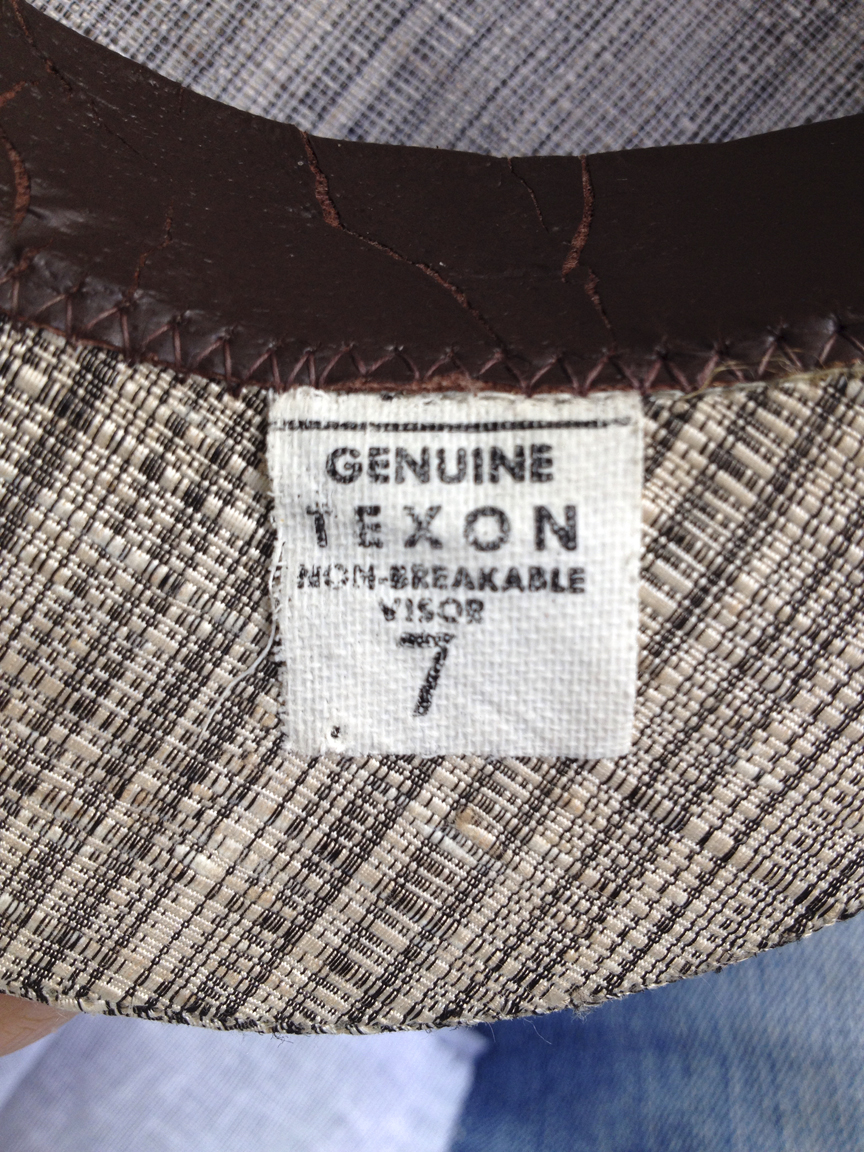 GENUINE
TEXON
NON-BREAKABLE
VISOR
7